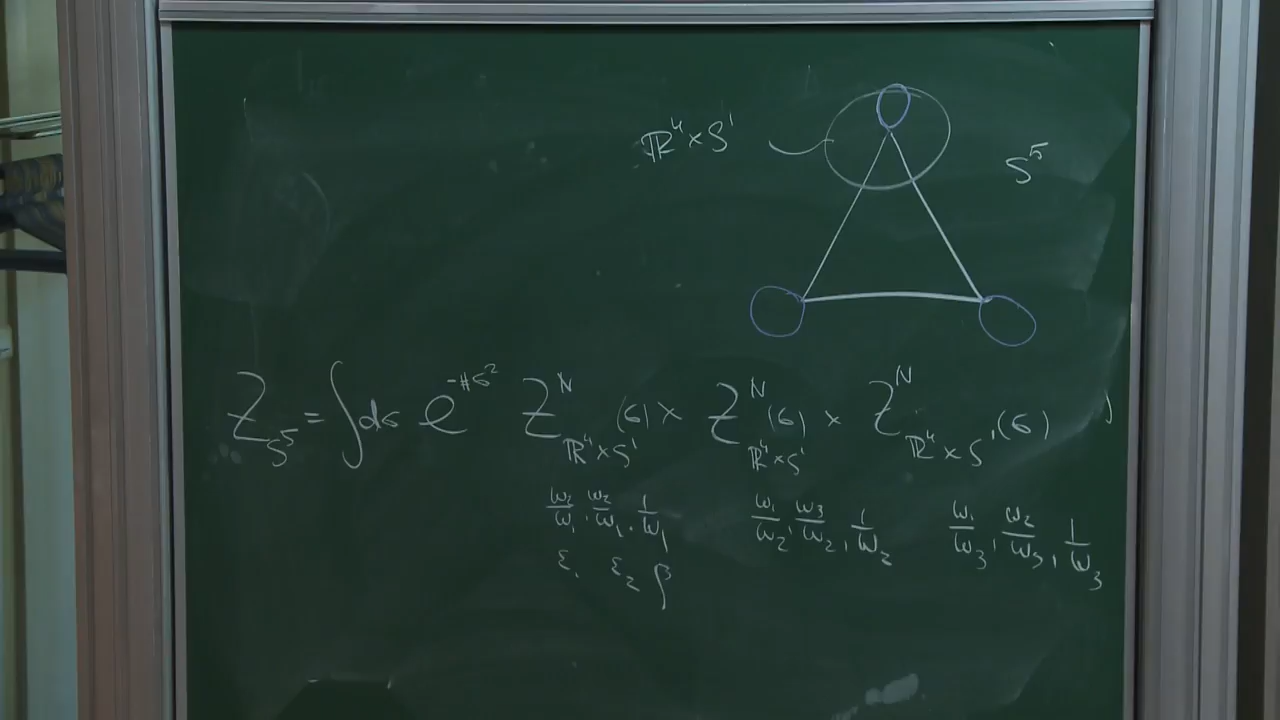 ℝ⁴ × S¹
S⁵
Z_{S⁵} = ∫dσ e^{-#σ²} Z^N_{ℝ⁴×S¹}(σ) × Z^N_{ℝ⁴×S¹}(σ) × Z^N_{ℝ⁴×S¹}(σ)
ω₂/ω₁, ω₂/ω₁, 1/ω₁ ω₁/ω₂, ω₃/ω₂, 1/ω₂ ω₁/ω₃, ω₂/ω₃, 1/ω₃
ε₁ ε₂ β